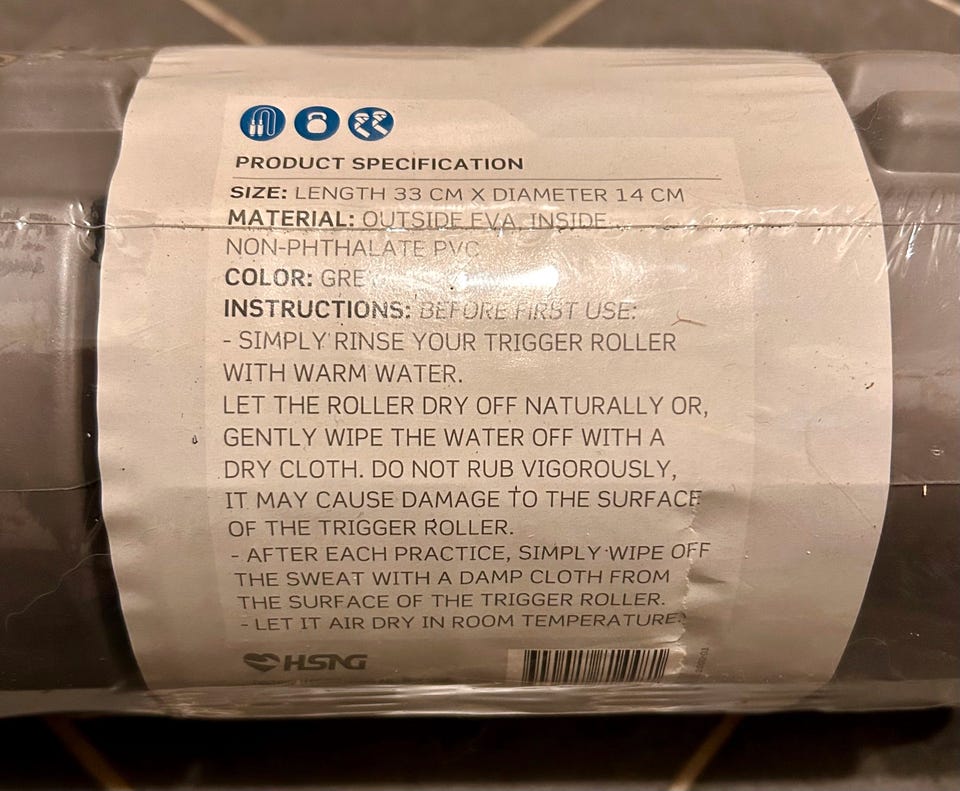 PRODUCT SPECIFICATION
SIZE: LENGTH 33 CM X DIAMETER 14 CM
MATERIAL: OUTSIDE EVA, INSIDE
NON-PHTHALATE PVC
COLOR: GREY
INSTRUCTIONS: BEFORE FIRST USE:
- SIMPLY RINSE YOUR TRIGGER ROLLER
WITH WARM WATER.
LET THE ROLLER DRY OFF NATURALLY OR,
GENTLY WIPE THE WATER OFF WITH A
DRY CLOTH. DO NOT RUB VIGOROUSLY,
IT MAY CAUSE DAMAGE TO THE SURFACE
OF THE TRIGGER ROLLER.
- AFTER EACH PRACTICE, SIMPLY WIPE OFF
THE SWEAT WITH A DAMP CLOTH FROM
THE SURFACE OF THE TRIGGER ROLLER.
- LET IT AIR DRY IN ROOM TEMPERATURE.
HSNG